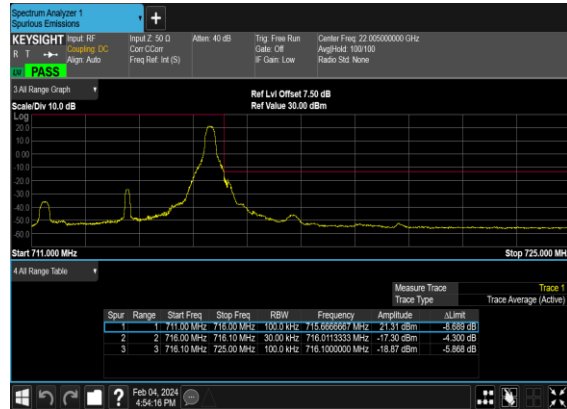 Spectrum Analyzer 1
Spurious Emissions
KEYSIGHT Input: RF Input Z: 50 Ω Atten: 40 dB Trig: Free Run Center Freq: 22.005000000 GHz
R T Coupling: DC Corr CCorr Gate: Off Avg|Hold: 100/100
Align: Auto Freq Ref: Int (S) IF Gain: Low Radio Std: None
PASS
3 All Range Graph
Ref Lvl Offset 7.50 dB
Scale/Div 10.0 dB Ref Value 30.00 dBm
Log
20.0
10.0
0.00
-10.0
-20.0
-30.0
-40.0
-50.0
-60.0
Start 711.000 MHz Stop 725.000 MH
4 All Range Table
Measure Trace Trace 1
Trace Type Trace Average (Active)
Spur Range Start Freq Stop Freq RBW Frequency Amplitude ΔLimit
1 1 711.00 MHz 716.00 MHz 100.0 kHz 715.6666667 MHz 21.31 dBm -8.689 dB
2 2 716.00 MHz 716.10 MHz 30.00 kHz 716.0113333 MHz -17.30 dBm -4.300 dB
3 3 716.10 MHz 725.00 MHz 100.0 kHz 716.1000000 MHz -18.87 dBm -5.868 dB
Feb 04, 2024
4:54:16 PM